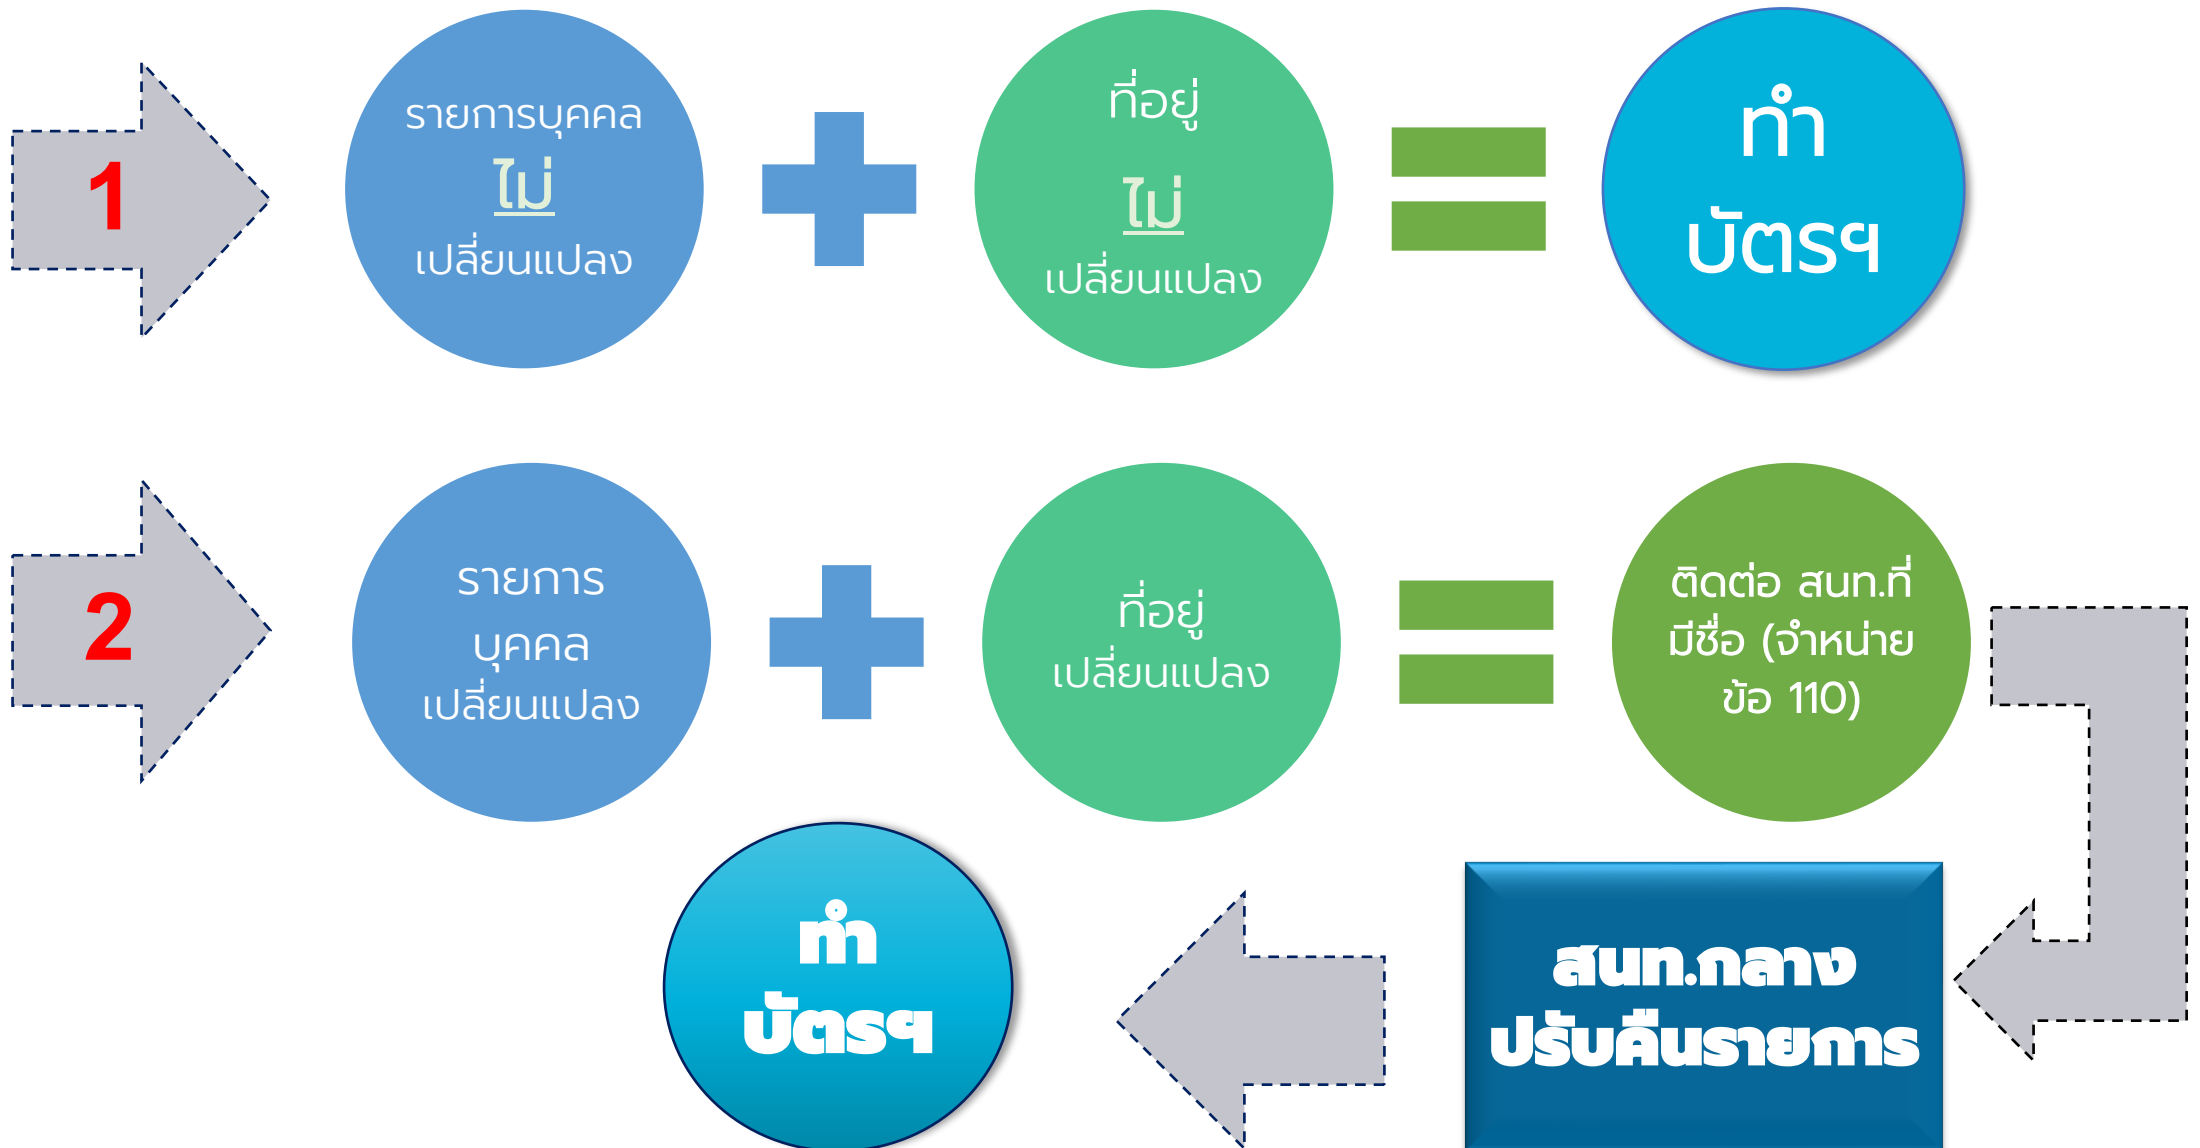 1
รายการบุคคล
ไม่
เปลี่ยนแปลง
ที่อยู่
ไม่
เปลี่ยนแปลง
ทำ
บัตรฯ
2
รายการ
บุคคล
เปลี่ยนแปลง
ที่อยู่
เปลี่ยนแปลง
ติดต่อ สนท.ที่
มีชื่อ (จำหน่าย
ข้อ 110)
สนท.กลาง
ปรับคืนรายการ
ทำ
บัตรฯ